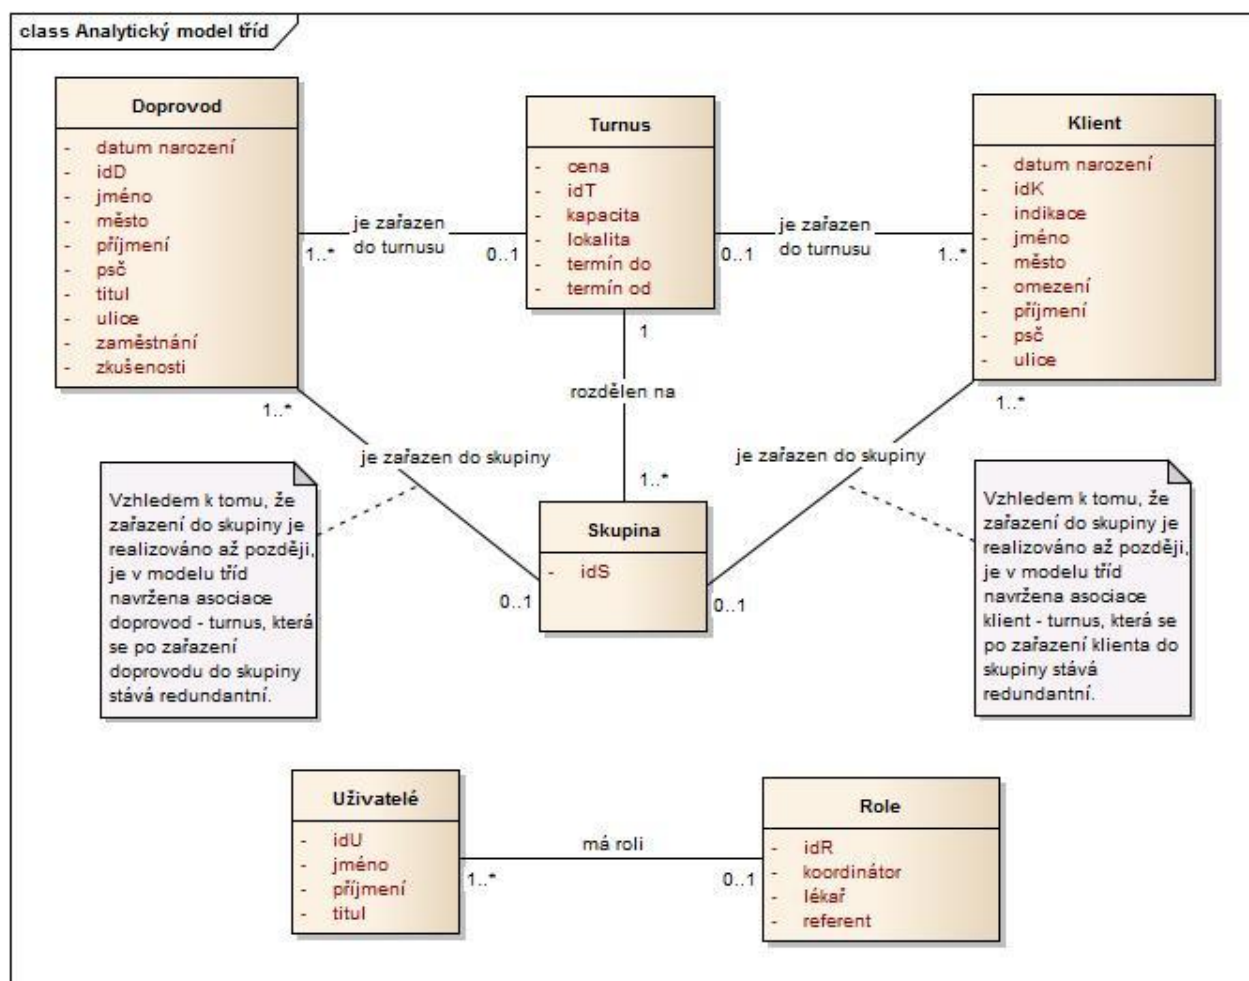 class Analytický model tříd
Doprovod
- datum narození
- idD
- jméno
- město
- příjmení
- psč
- titul
- ulice
- zaměstnání
- zkušenosti
je zařazen
do turnusu
1..*
0..1
Turnus
- cena
- idT
- kapacita
- lokalita
- termín do
- termín od
je zařazen
do turnusu
0..1
1..*
Klient
- datum narození
- idK
- indikace
- jméno
- město
- omezení
- příjmení
- psč
- ulice
1
rozdělen na
1..*
1..*
je zařazen do skupiny
0..1
1..*
je zařazen do skupiny
0..1
Vzhledem k tomu, že
zařazení do skupiny je
realizováno až později,
je v modelu tříd
navržena asociace
doprovod - turnus, která
se po zařazení
doprovodu do skupiny
stává redundantní.
Skupina
- idS
Vzhledem k tomu, že
zařazení do skupiny je
realizováno až později,
je v modelu tříd
navržena asociace
klient - turnus, která se
po zařazení klienta do
skupiny stává
redundantní.
Uživatelé
- idU
- jméno
- příjmení
- titul
má roli
1..*
0..1
Role
- idR
- koordinátor
- lékař
- referent